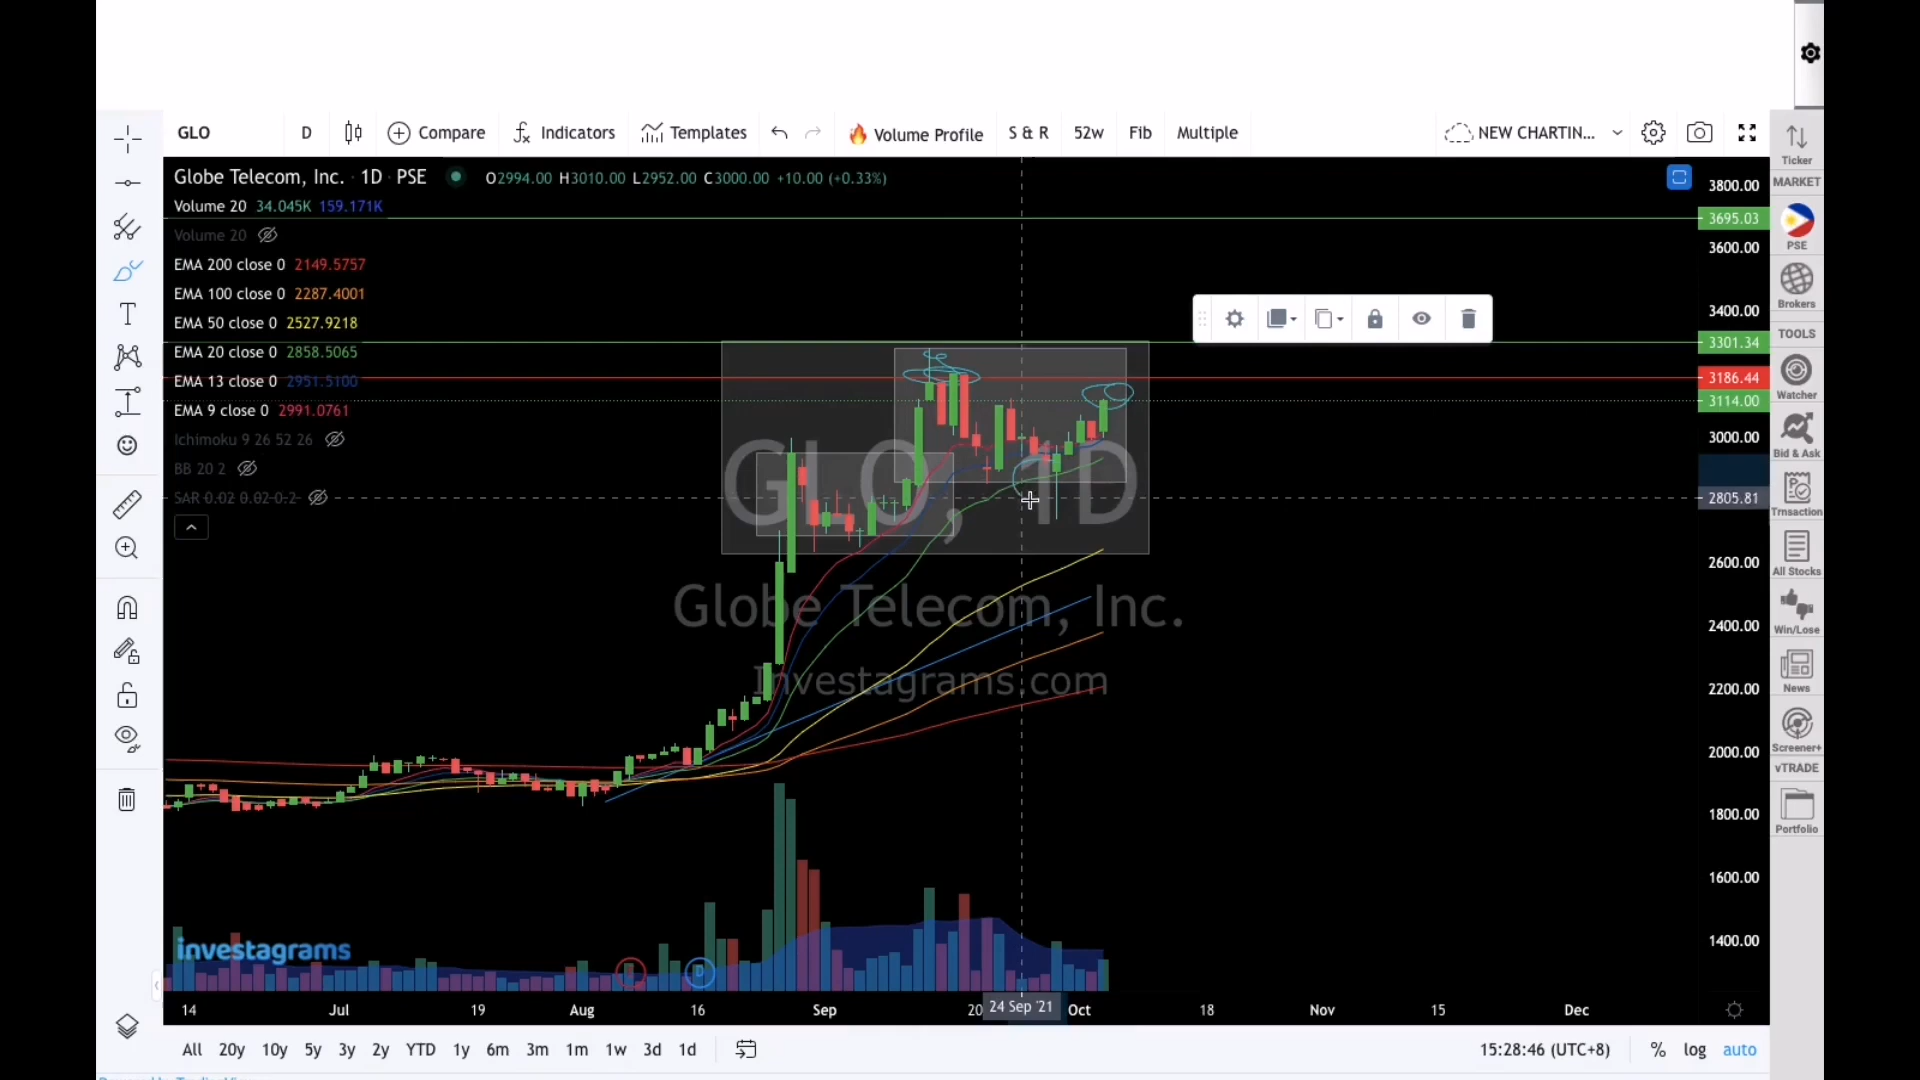 GLO D Compare Indicators Templates Volume Profile S & R 52w Fib Multiple NEW CHARTIN...
Globe Telecom, Inc. · 1D · PSE O2994.00 H3010.00 L2952.00 C3000.00 +10.00 (+0.33%)
Volume 20 34.045K 159.171K
Volume 20
EMA 200 close 0 2149.5757
EMA 100 close 0 2287.4001
EMA 50 close 0 2527.9218
EMA 20 close 0 2858.5065
EMA 13 close 0 2951.5100
EMA 9 close 0 2991.0761
Ichimoku 9 26 52 26
BB 20 2
SAR 0.02 0.02 0.2
GLO, 1D
Globe Telecom, Inc.
Investagrams.com
investagrams
D
3800.00
3695.03
3600.00
3400.00
3301.34
3186.44
3114.00
3000.00
2805.81
2600.00
2400.00
2200.00
2000.00
1800.00
1600.00
1400.00
14 Jul 19 Aug 16 Sep 20 24 Sep '21 Oct 18 Nov 15 Dec
All 20y 10y 5y 3y 2y YTD 1y 6m 3m 1m 1w 3d 1d 15:28:46 (UTC+8) % log auto
Ticker
MARKET
PSE
Brokers
TOOLS
Watcher
Bid & Ask
Trnsaction
All Stocks
Win/Lose
News
Screener+
vTRADE
Portfolio